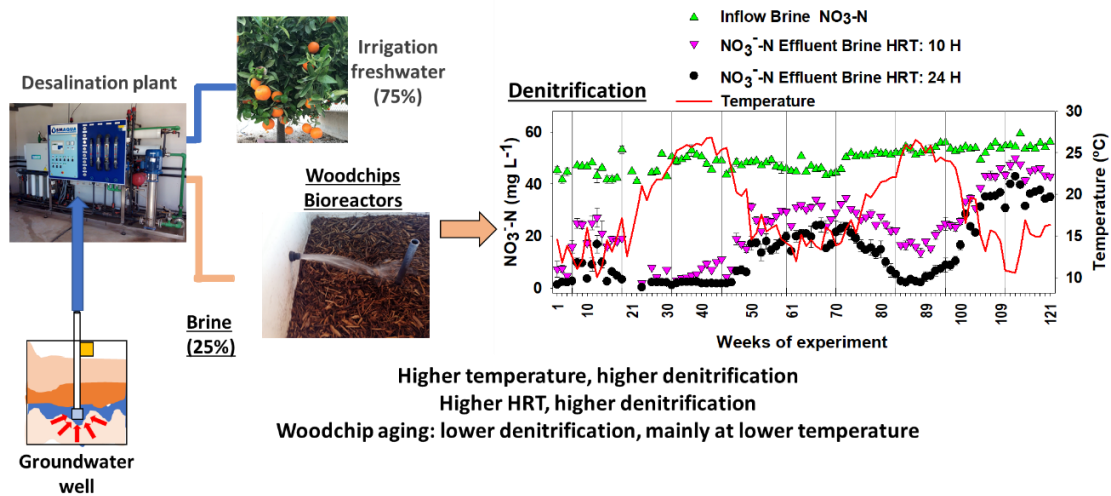 Desalination plant
Irrigation
freshwater
(75%)
Woodchips
Bioreactors
Brine
(25%)
Groundwater
well
Inflow Brine NO3-N
NO3⁻-N Effluent Brine HRT: 10 H
NO3⁻-N Effluent Brine HRT: 24 H
Temperature
Denitrification
NO3-N (mg L⁻¹)
60
40
20
0
30
25
20
15
10
Temperature (ºC)
1 10 21 30 40 50 61 70 80 89 100 109 121
Weeks of experiment
Higher temperature, higher denitrification
Higher HRT, higher denitrification
Woodchip aging: lower denitrification, mainly at lower temperature